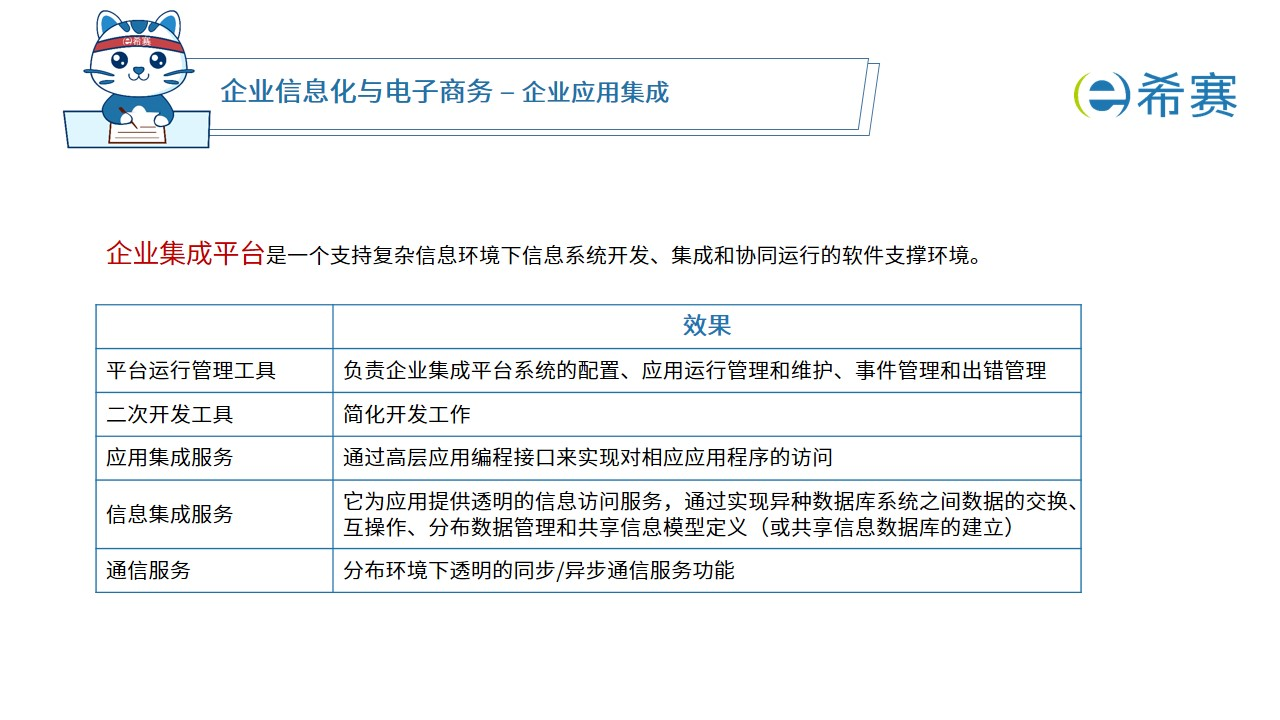 希赛
企业信息化与电子商务 – 企业应用集成
希赛
企业集成平台是一个支持复杂信息环境下信息系统开发、集成和协同运行的软件支撑环境。
效果
平台运行管理工具
负责企业集成平台系统的配置、应用运行管理和维护、事件管理和出错管理
二次开发工具
简化开发工作
应用集成服务
通过高层应用编程接口来实现对相应应用程序的访问
信息集成服务
它为应用提供透明的信息访问服务，通过实现异种数据库系统之间数据的交换、
互操作、分布数据管理和共享信息模型定义（或共享信息数据库的建立）
通信服务
分布环境下透明的同步/异步通信服务功能